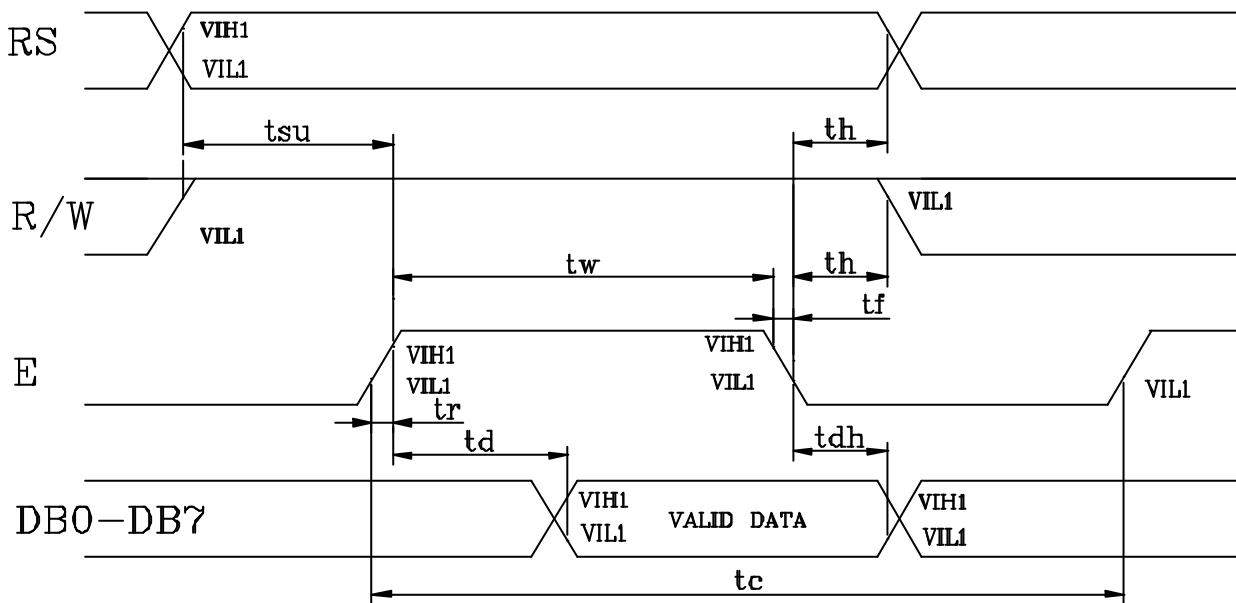 RS
VIH1
VIL1
tsu
th
R/W
VIL1
VIL1
tw
th
tf
E
VIH1
VIL1
VIH1
VIL1
VIL1
tr
td
tdh
DB0-DB7
VIH1
VIL1
VALID DATA
VIH1
VIL1
tc